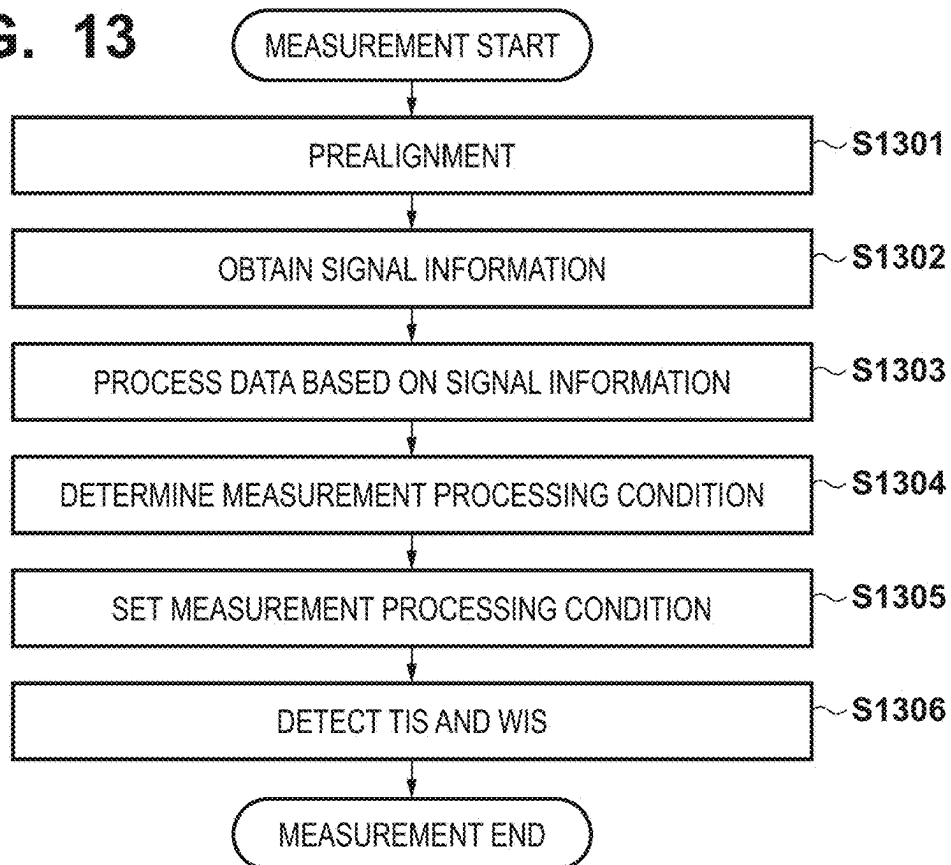 G. 13
MEASUREMENT START
PREALIGNMENT
S1301
OBTAIN SIGNAL INFORMATION
S1302
PROCESS DATA BASED ON SIGNAL INFORMATION
S1303
DETERMINE MEASUREMENT PROCESSING CONDITION
S1304
SET MEASUREMENT PROCESSING CONDITION
S1305
DETECT TIS AND WIS
S1306
MEASUREMENT END